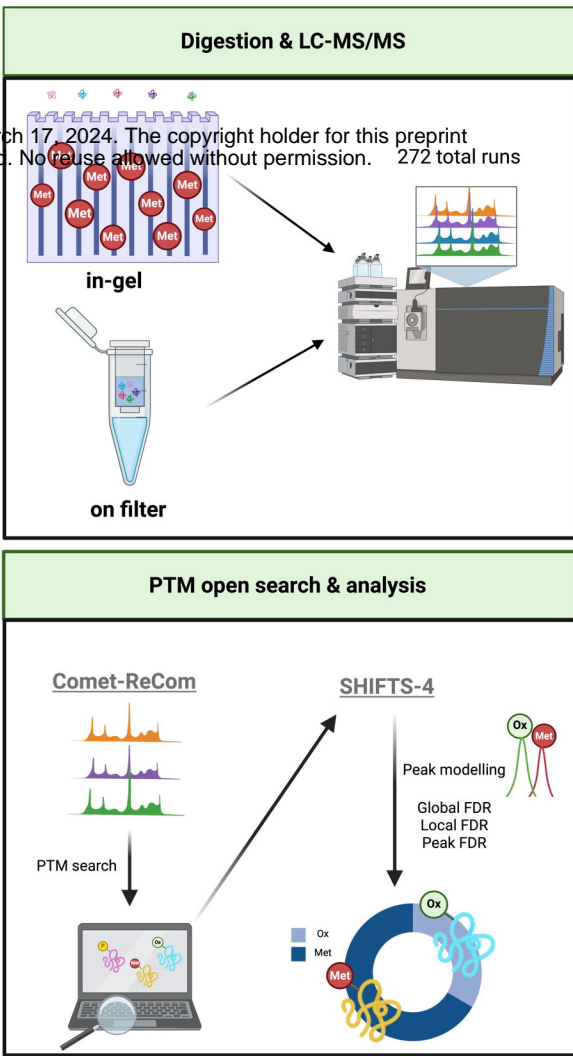 Digestion & LC-MS/MS
rch 17, 2024. The copyright holder for this preprint
d. No reuse allowed without permission.
272 total runs
Met
Met
Met
Met
Met
Met
Met
Met
Met
Met
in-gel
on filter
PTM open search & analysis
Comet-ReCom
SHIFTS-4
Ox
Met
Peak modelling
Global FDR
Local FDR
Peak FDR
PTM search
P
Ox
Met
Ox
Ox
Met
Met